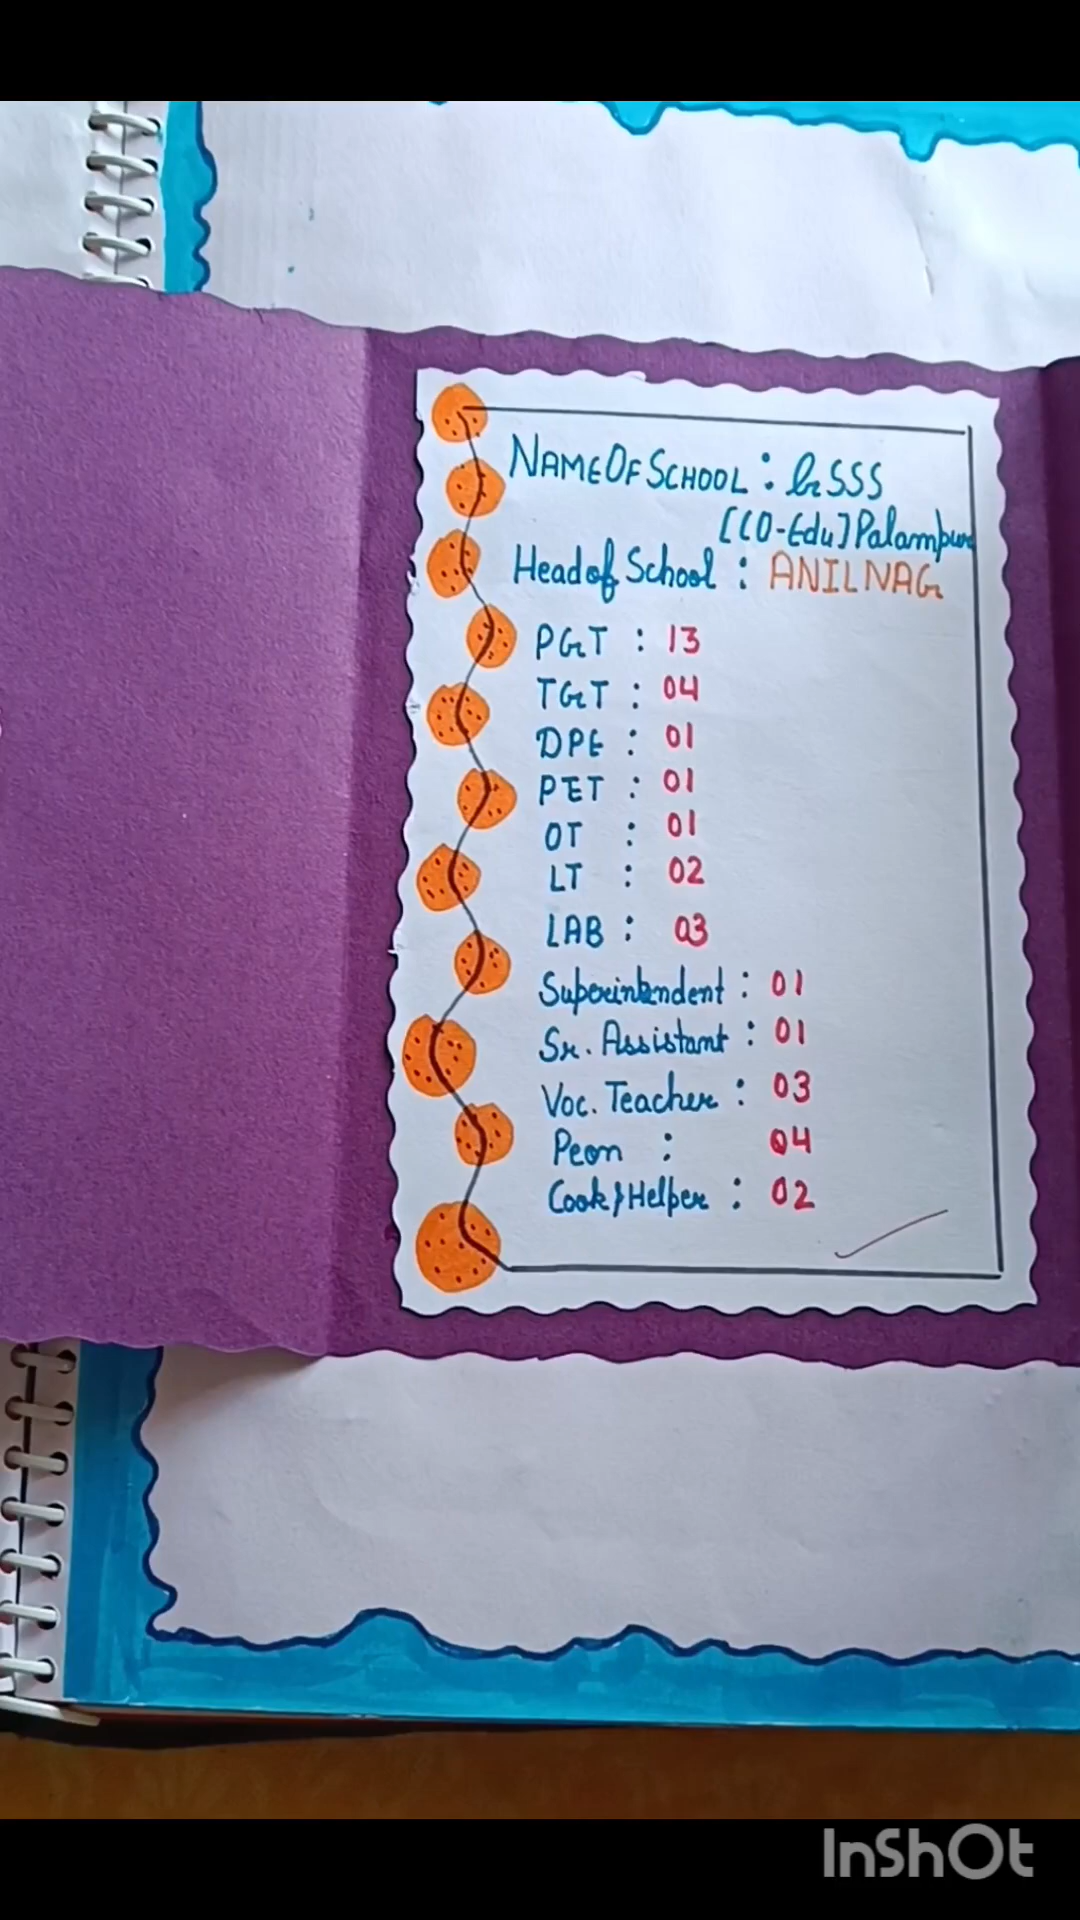 NAME OF SCHOOL : GSSS
[CO-Edu] Palampur
Head of School : ANIL NAG
PGT : 13
TGT : 04
DPE : 01
PET : 01
OT : 01
LT : 02
LAB : 03
Superintendent : 01
Sr. Assistant : 01
Voc. Teacher : 03
Peon : 04
Cook/Helper : 02
InShOt